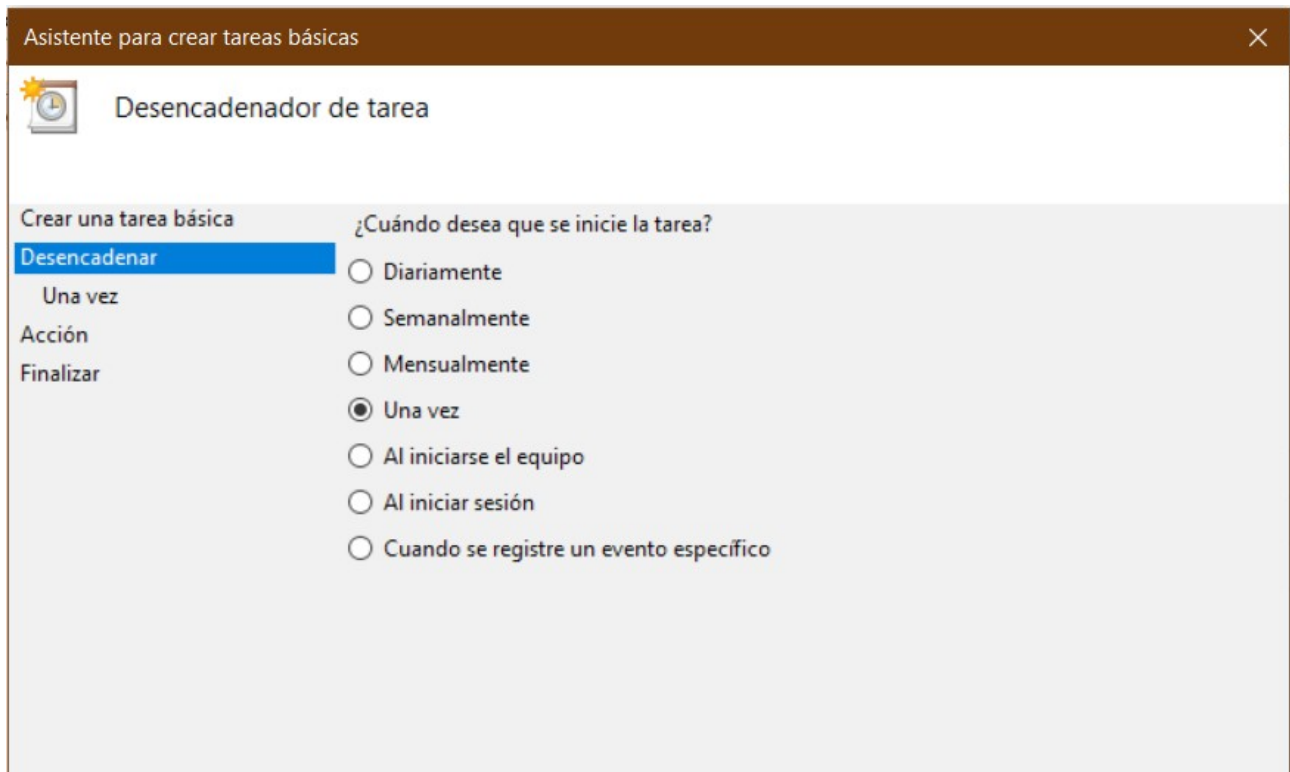 Asistente para crear tareas básicas
Desencadenador de tarea
Crear una tarea básica
Desencadenar
Una vez
Acción
Finalizar
¿Cuándo desea que se inicie la tarea?
Diariamente
Semanalmente
Mensualmente
Una vez
Al iniciarse el equipo
Al iniciar sesión
Cuando se registre un evento específico